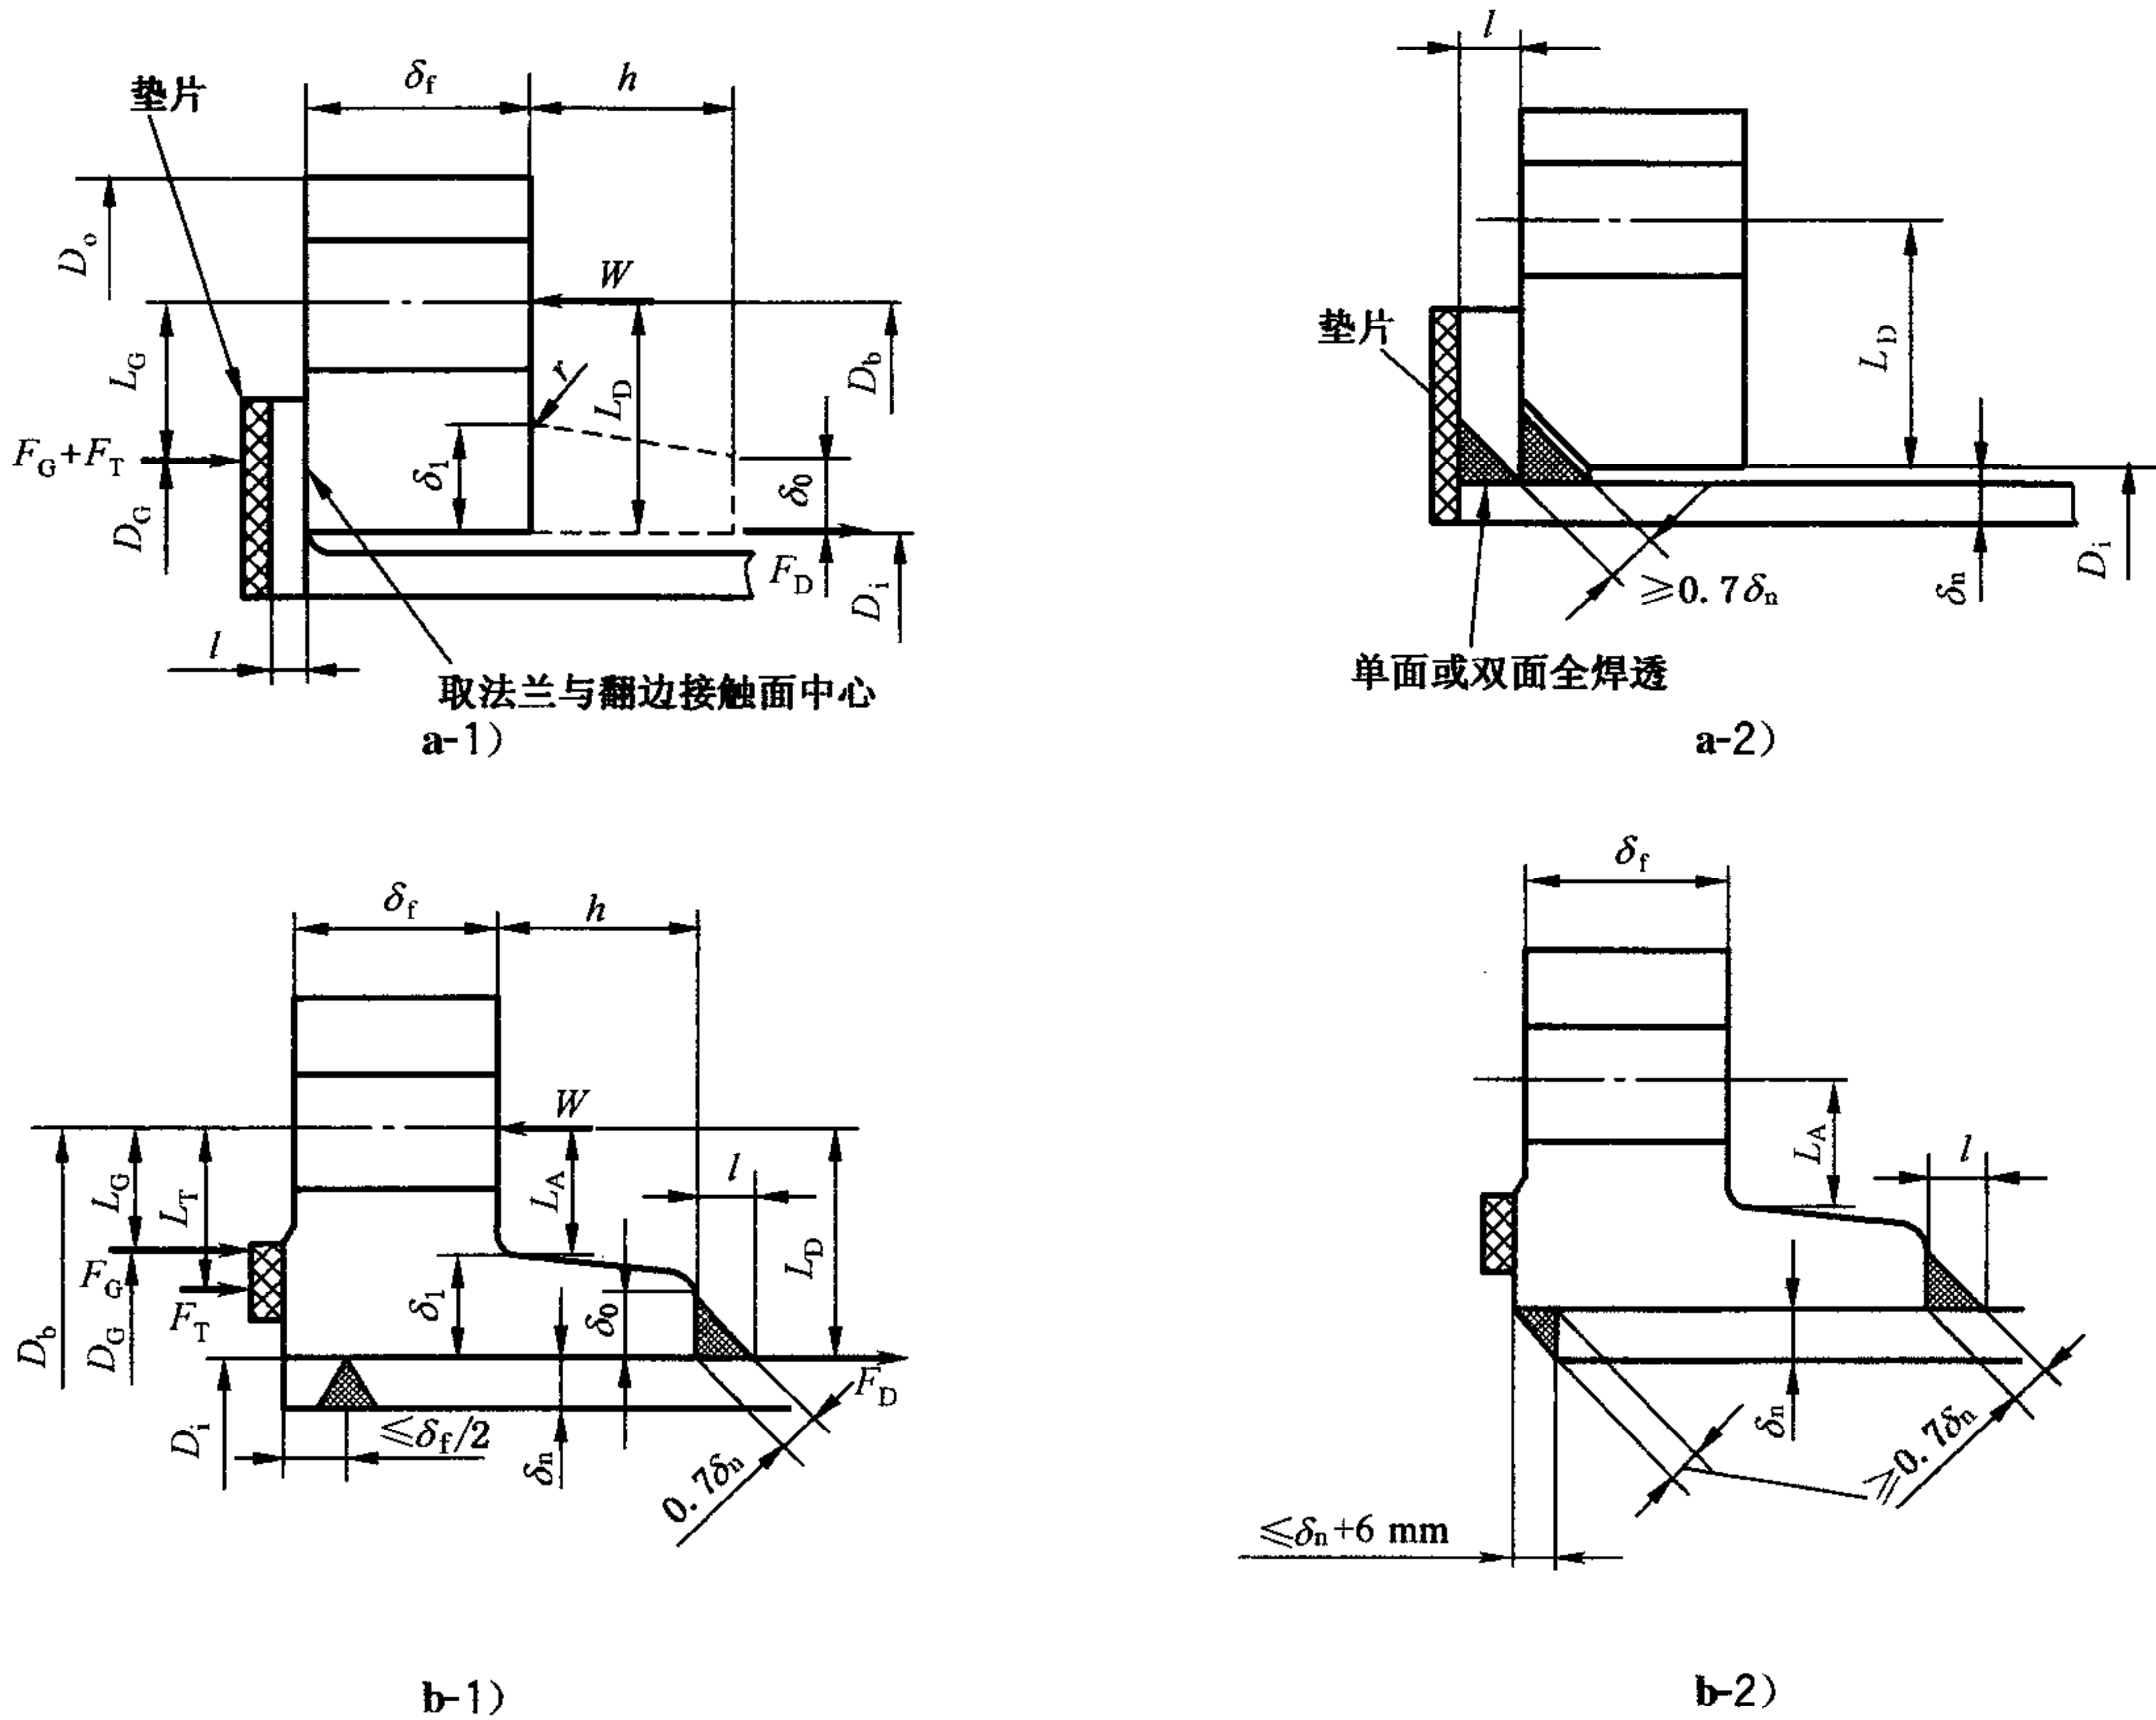 δf
h
垫片
Do
W
LG
r
LD
Db
FG+FT
δ1
δ0
DG
FD
Di
l
取法兰与翻边接触面中心
a-1)
l
垫片
LD
Di
δn
≥0.7δn
单面或双面全焊透
a-2)
δf
h
W
LG
LT
LA
l
LD
FG
FT
δ1
δ0
Db
DG
FD
Di
≤δf/2
δn
0.7δn
b-1)
δf
LA
l
δn
≥0.7δn
≤δn+6 mm
b-2)